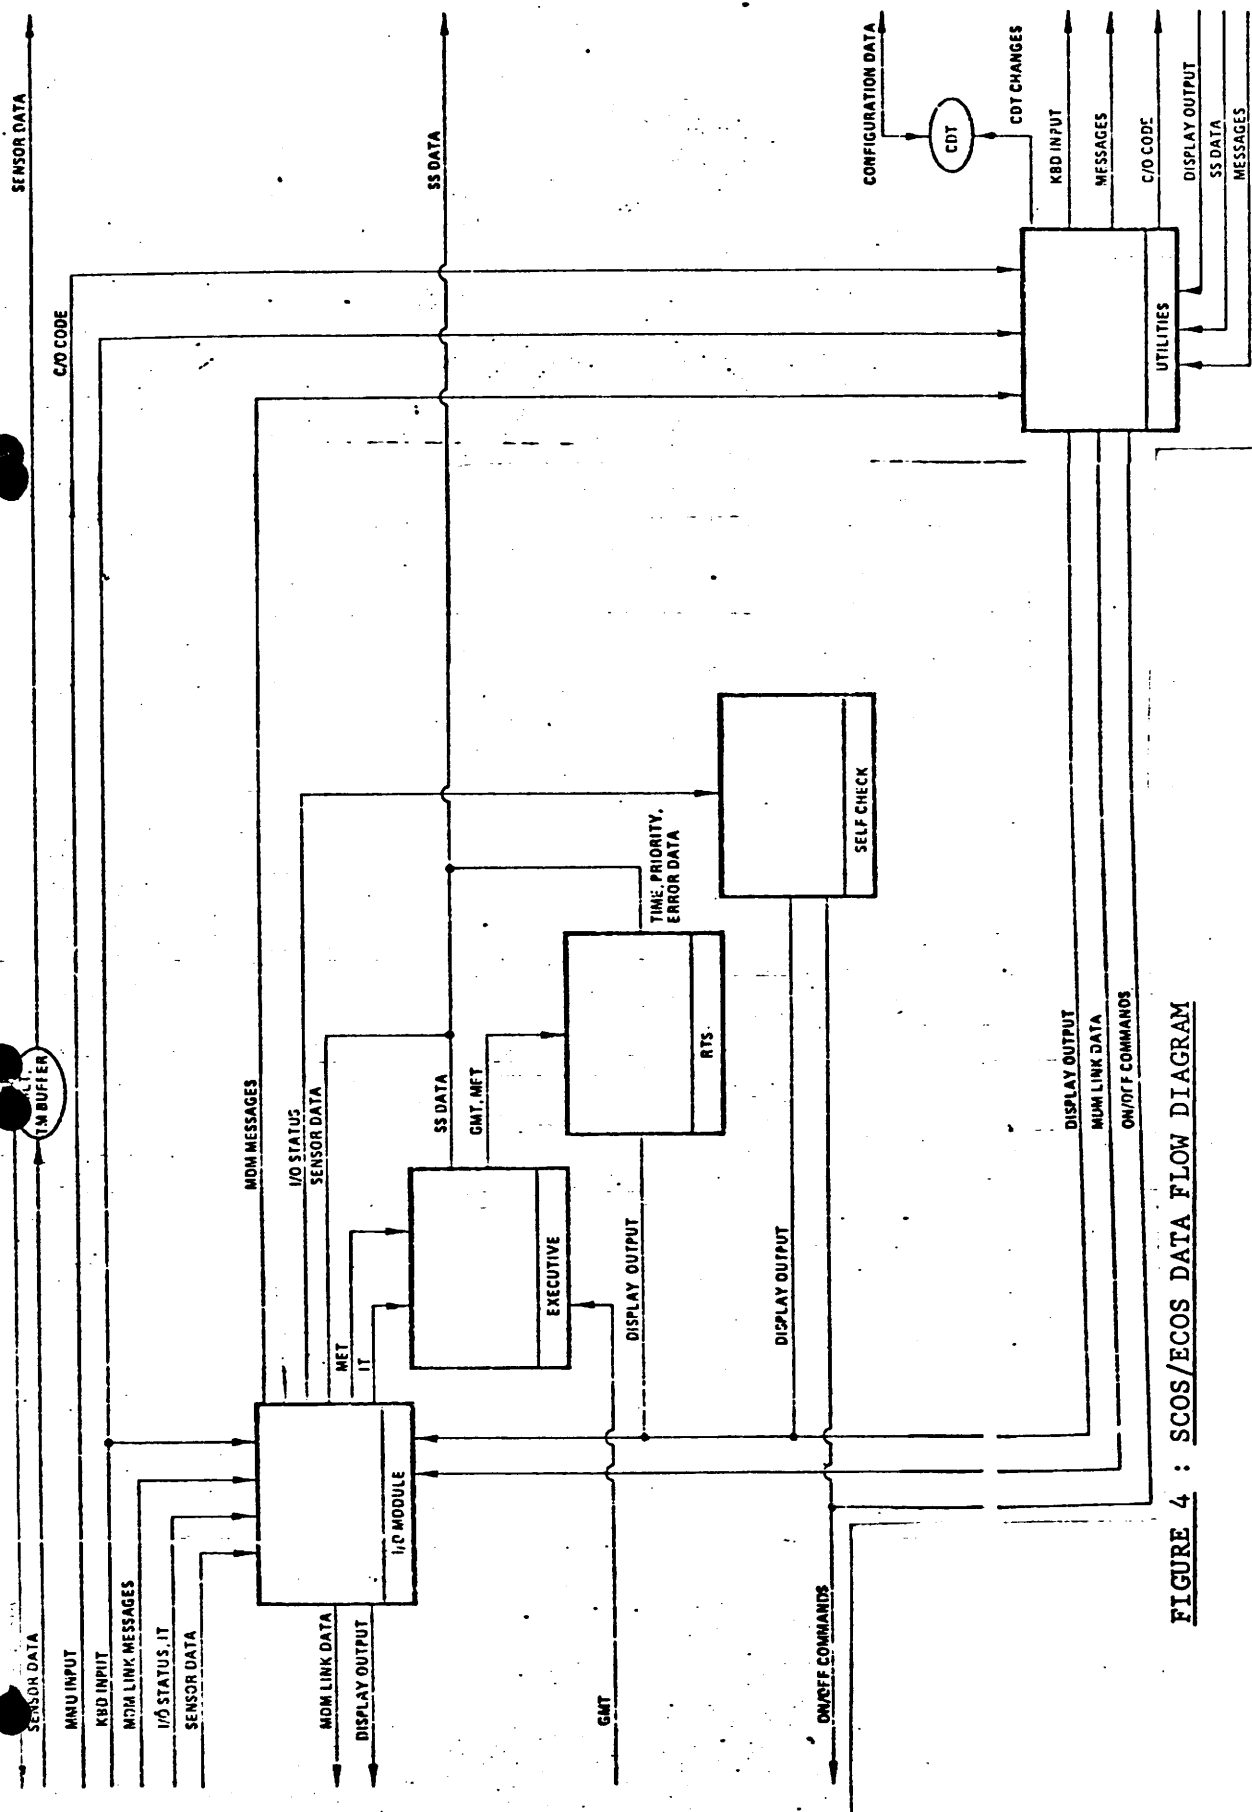 SENSOR DATA
SENSOR DATA
TM BUFFER
MMU INPUT
C/O CODE
KBD INPUT
MDM LINK MESSAGES
I/O STATUS, IT
SENSOR DATA
I/O MODULE
MDM LINK DATA
DISPLAY OUTPUT
MDM MESSAGES
I/O STATUS
SENSOR DATA
MET
IT
EXECUTIVE
GMT
SS DATA
SS DATA
GMT, MET
RTS
TIME, PRIORITY,
ERROR DATA
DISPLAY OUTPUT
SELF CHECK
DISPLAY OUTPUT
ON/OFF COMMANDS
CONFIGURATION DATA
CDT
CDT CHANGES
KBD INPUT
MESSAGES
C/O CODE
DISPLAY OUTPUT
SS DATA
MESSAGES
UTILITIES
DISPLAY OUTPUT
MDM LINK DATA
ON/OFF COMMANDS
FIGURE 4 : SCOS/ECOS DATA FLOW DIAGRAM